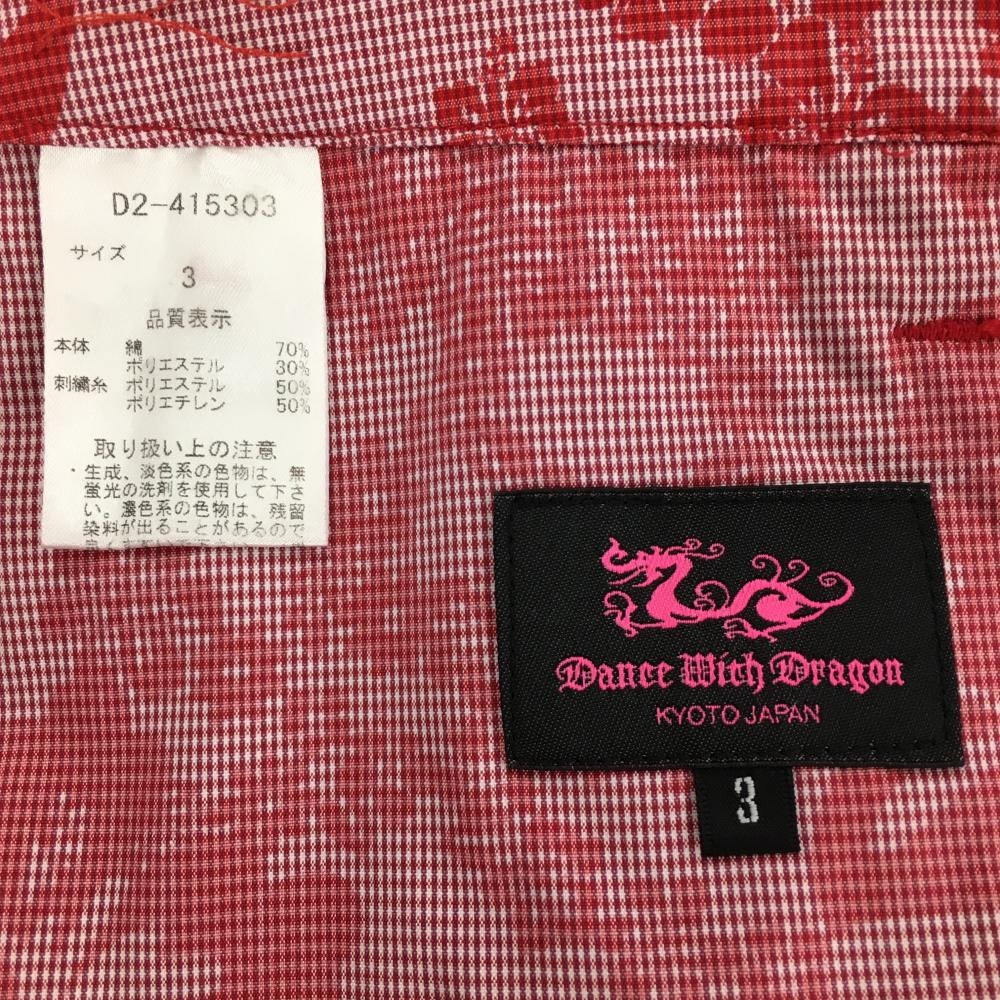 D2-415303
サイズ
3
品質表示
本体 綿 70%
ポリエステル 30%
刺繍糸 ポリエステル 50%
ポリエチレン 50%
取り扱い上の注意
・生成、淡色系の色物は、無
蛍光の洗剤を使用して下さ
い。濃色系の色物は、残留
染料が出ることがあるので
Dance With Dragon
KYOTO JAPAN
3